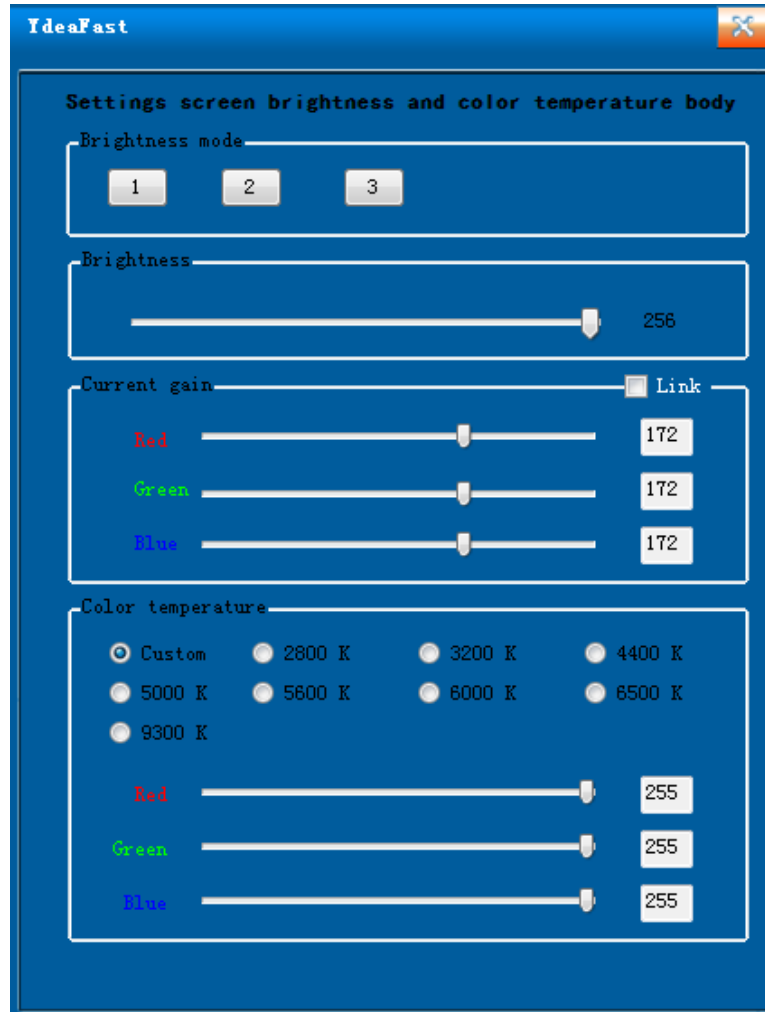 YdeaFast
Settings screen brightness and color temperature body
Brightness mode
1 2 3
Brightness
256
Current gain Link
Red 172
Green 172
Blue 172
Color temperature
Custom 2800 K 3200 K 4400 K
5000 K 5600 K 6000 K 6500 K
9300 K
Red 255
Green 255
Blue 255